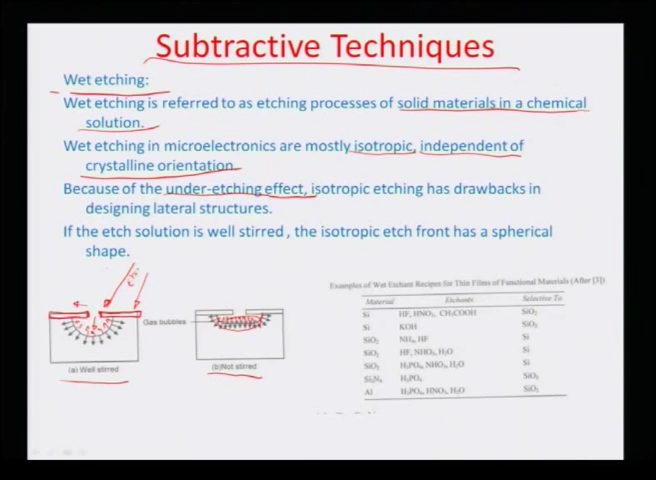 Subtractive Techniques
Wet etching:
Wet etching is referred to as etching processes of solid materials in a chemical
solution.
Wet etching in microelectronics are mostly isotropic, independent of
crystalline orientation.
Because of the under-etching effect, isotropic etching has drawbacks in
designing lateral structures.
If the etch solution is well stirred , the isotropic etch front has a spherical
shape.
Gas bubbles
(a) Well stirred
(b)Not stirred
Examples of Wet Etchant Recipes for Thin Films of Functional Materials (After [3])
Material Etchants Selective To
Si HF, HNO₃, CH₃COOH SiO₂
Si KOH SiO₂
SiO₂ NH₄, HF Si
SiO₂ HF, NHO₃, H₂O Si
SiO₂ H₃PO₄, NHO₃, H₂O Si
Si₃N₄ H₃PO₄ SiO₂
Al H₃PO₄, HNO₃, H₂O SiO₂